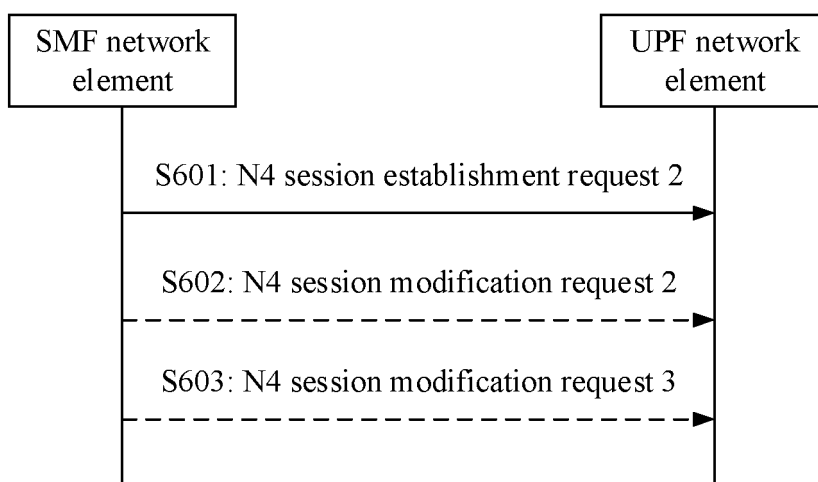 SMF network
element
UPF network
element
S601: N4 session establishment request 2
S602: N4 session modification request 2
S603: N4 session modification request 3